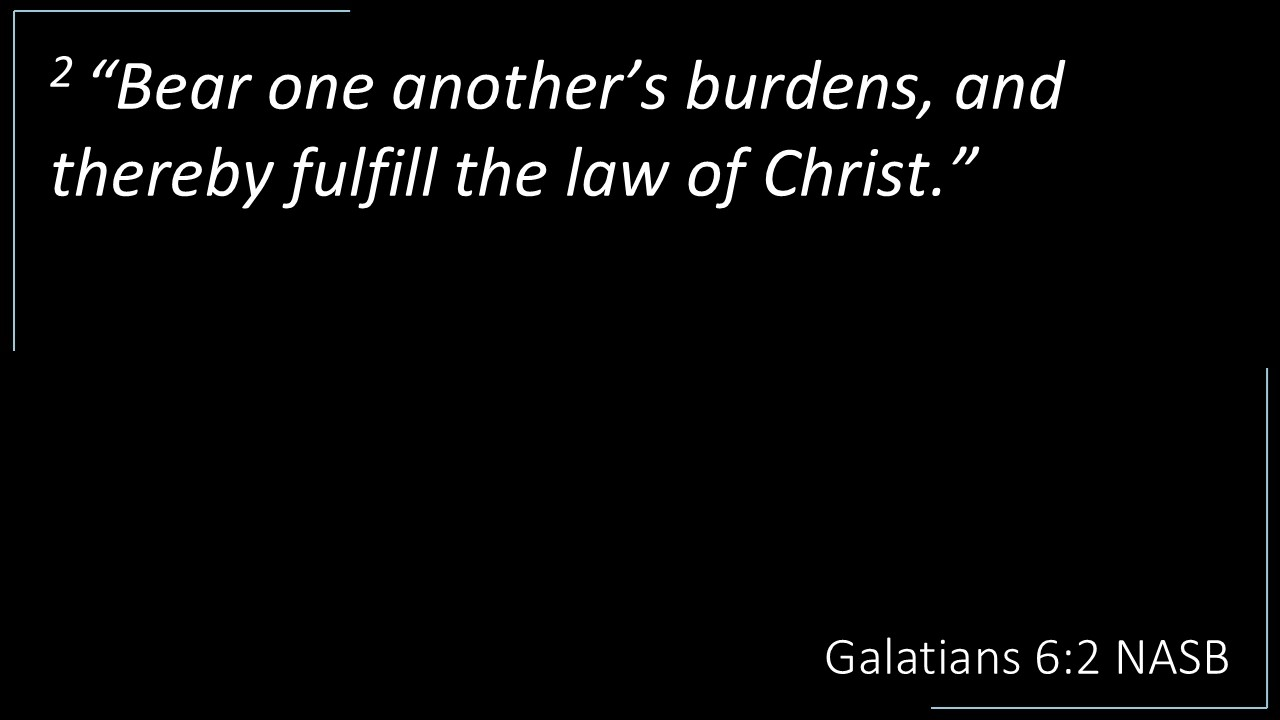 2 “Bear one another’s burdens, and
thereby fulfill the law of Christ.”
Galatians 6:2 NASB